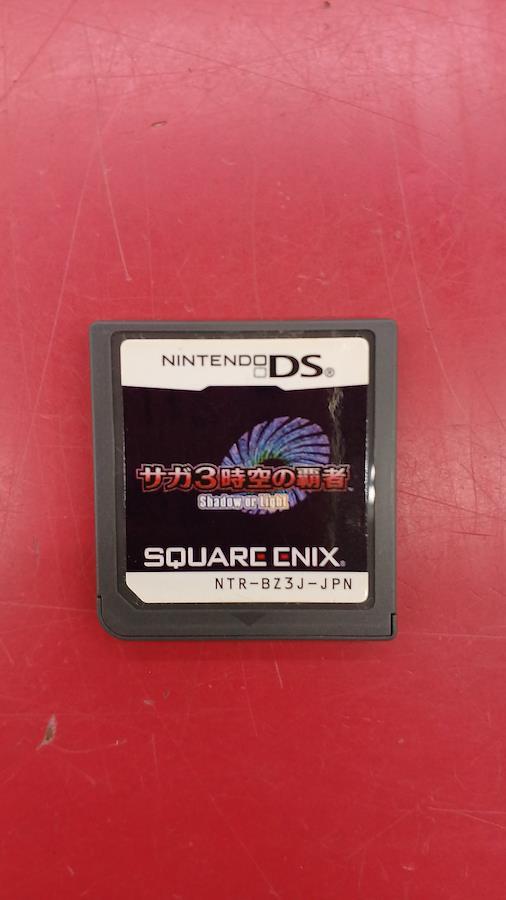 NINTENDO DS®
サガ3時空の覇者
Shadow or Light
SQUARE ENIX®
NTR-BZ3J-JPN